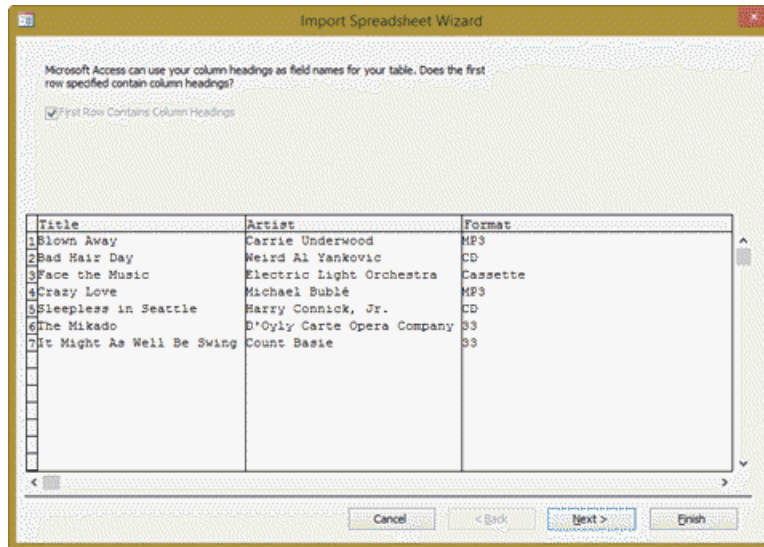 Import Spreadsheet Wizard
Microsoft Access can use your column headings as field names for your table. Does the first
row specified contain column headings?
First Row Contains Column Headings
Title Artist Format
1 Blown Away Carrie Underwood MP3
2 Bad Hair Day Weird Al Yankovic CD
3 Face the Music Electric Light Orchestra Cassette
4 Crazy Love Michael Bublé MP3
5 Sleepless in Seattle Harry Connick, Jr. CD
6 The Mikado D'Oyly Carte Opera Company 33
7 It Might As Well Be Swing Count Basie 33
Cancel < Back Next > Finish